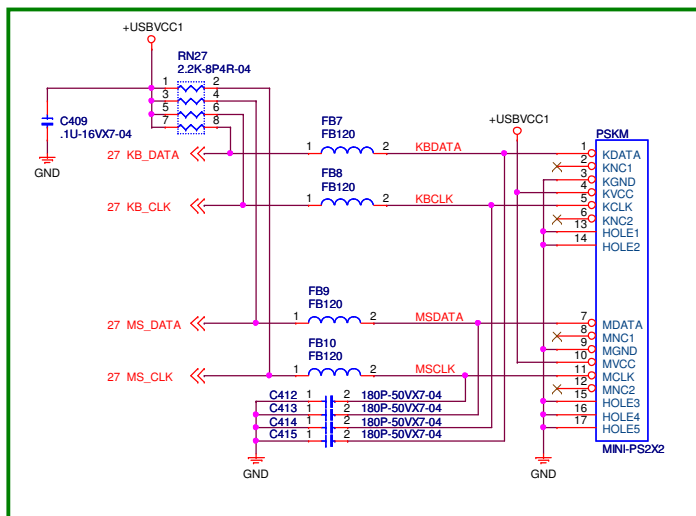 +USBVCC1
RN27
2.2K-8P4R-04
1 2
3 4
5 6
7 8
C409
.1U-16VX7-04
GND
+USBVCC1
PSKM
27 KB_DATA
FB7
FB120
1 2
KBDATA
1 KDATA
2 KNC1
3 KGND
4 KVCC
27 KB_CLK
FB8
FB120
1 2
KBCLK
5 KCLK
6 KNC2
13 HOLE1
14 HOLE2
27 MS_DATA
FB9
FB120
1 2
MSDATA
7 MDATA
8 MNC1
9 MGND
10 MVCC
27 MS_CLK
FB10
FB120
1 2
MSCLK
11 MCLK
12 MNC2
15 HOLE3
16 HOLE4
17 HOLE5
C412 1 2 180P-50VX7-04
C413 1 2 180P-50VX7-04
C414 1 2 180P-50VX7-04
C415 1 2 180P-50VX7-04
MINI-PS2X2
GND
GND